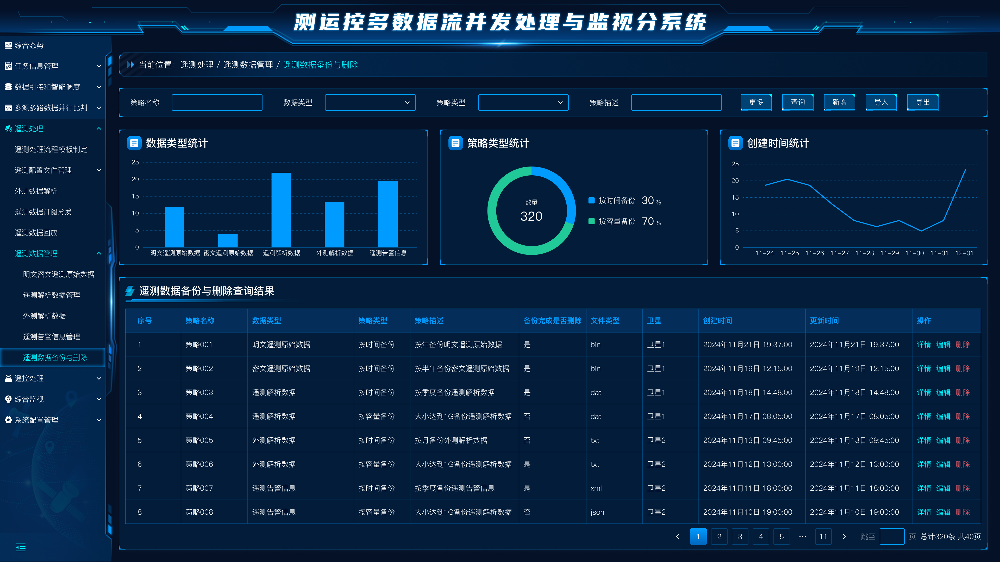 测运控多数据流并发处理与监视分系统
综合态势
任务信息管理
数据引接和智能调度
多源多路数据并行比判
遥测处理
遥测处理流程模板制定
遥测配置文件管理
外测数据解析
遥测数据订阅分发
遥测数据回放
遥测数据管理
明文密文遥测原始数据
遥测解析数据管理
外测解析数据
遥测告警信息管理
遥测数据备份与删除
遥控处理
综合监视
系统配置管理
当前位置： 遥测处理 / 遥测数据管理 / 遥测数据备份与删除
策略名称 数据类型 策略类型 策略描述 更多 查询 新增 导入 导出
数据类型统计
25
20
15
10
5
0
明文遥测原始数据 密文遥测原始数据 遥测解析数据 外测解析数据 遥测告警信息
策略类型统计
数量
320
按时间备份 30 %
按容量备份 70 %
创建时间统计
25
20
15
10
5
0
11-24 11-25 11-26 11-27 11-28 11-29 11-30 11-31 12-01
遥测数据备份与删除查询结果
序号 策略名称 数据类型 策略类型 策略描述 备份完成是否删除 文件类型 卫星 创建时间 更新时间 操作
1 策略001 明文遥测原始数据 按时间备份 按年备份明文遥测原始数据 是 bin 卫星1 2024年11月21日 19:37:00 2024年11月21日 19:37:00 详情 编辑 删除
2 策略002 密文遥测原始数据 按时间备份 按半年备份密文遥测原始数据 是 bin 卫星1 2024年11月19日 12:15:00 2024年11月19日 12:15:00 详情 编辑 删除
3 策略003 遥测解析数据 按时间备份 按季度备份遥测解析数据 是 dat 卫星1 2024年11月18日 14:48:00 2024年11月18日 14:48:00 详情 编辑 删除
4 策略004 遥测解析数据 按容量备份 大小达到1G备份遥测解析数据 否 dat 卫星1 2024年11月17日 08:05:00 2024年11月17日 08:05:00 详情 编辑 删除
5 策略005 外测解析数据 按时间备份 按月备份外测解析数据 否 txt 卫星2 2024年11月13日 09:45:00 2024年11月13日 09:45:00 详情 编辑 删除
6 策略006 外测解析数据 按容量备份 大小达到1G备份遥测解析数据 是 txt 卫星2 2024年11月12日 13:00:00 2024年11月12日 13:00:00 详情 编辑 删除
7 策略007 遥测告警信息 按时间备份 按季度备份遥测告警信息 是 xml 卫星2 2024年11月11日 18:00:00 2024年11月11日 18:00:00 详情 编辑 删除
8 策略008 遥测告警信息 按容量备份 大小达到1G备份遥测解析数据 否 json 卫星2 2024年11月10日 19:00:00 2024年11月10日 19:00:00 详情 编辑 删除
1 2 3 4 5 ··· 11 跳至 页 总计320条 共40页